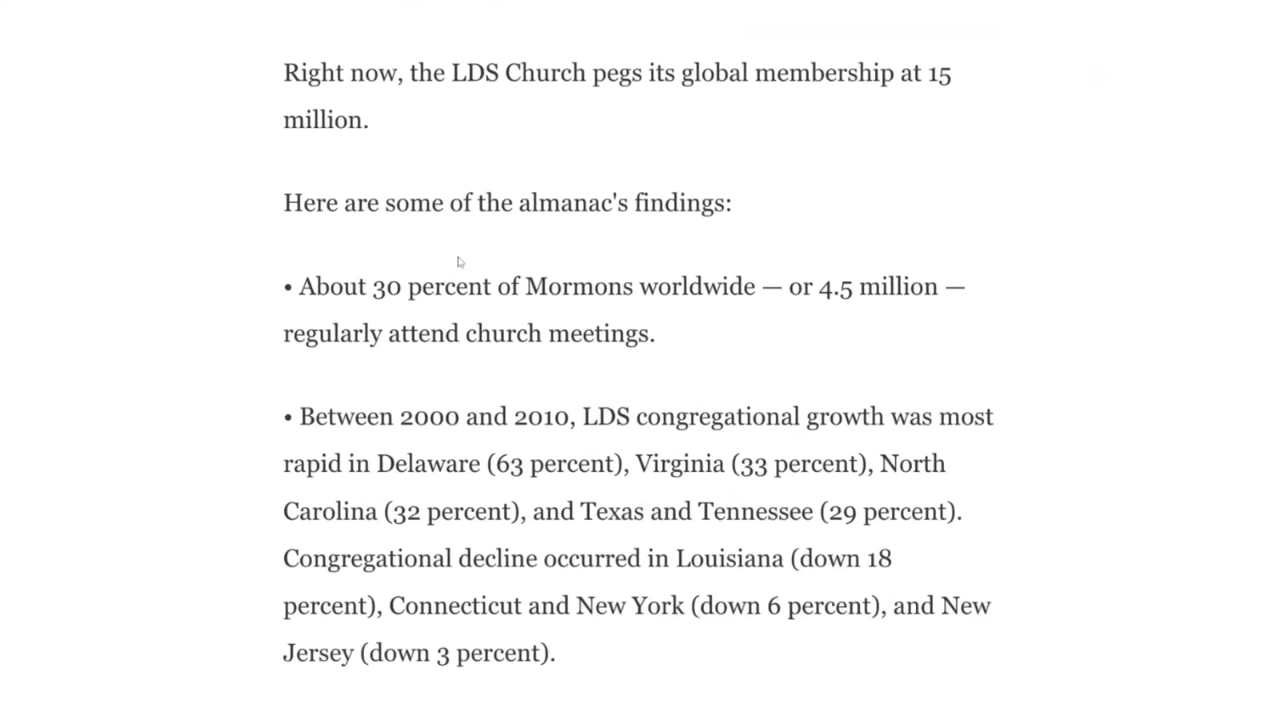 Right now, the LDS Church pegs its global membership at 15
million.
Here are some of the almanac's findings:
• About 30 percent of Mormons worldwide — or 4.5 million —
regularly attend church meetings.
• Between 2000 and 2010, LDS congregational growth was most
rapid in Delaware (63 percent), Virginia (33 percent), North
Carolina (32 percent), and Texas and Tennessee (29 percent).
Congregational decline occurred in Louisiana (down 18
percent), Connecticut and New York (down 6 percent), and New
Jersey (down 3 percent).